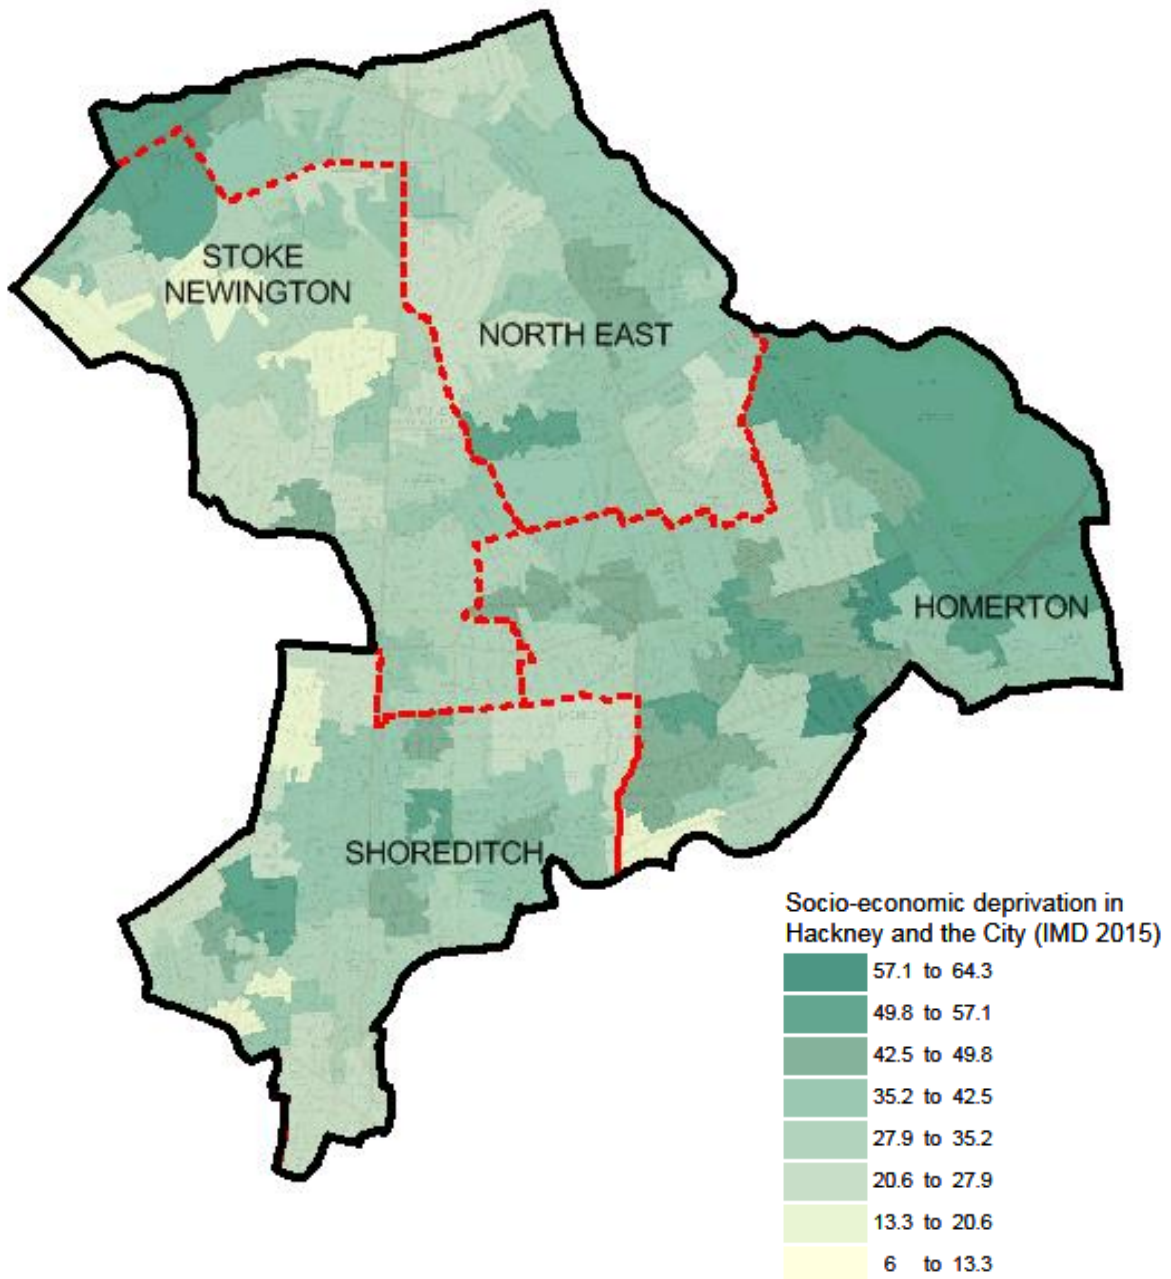 STOKE
NEWINGTON
NORTH EAST
HOMERTON
SHOREDITCH
Socio-economic deprivation in
Hackney and the City (IMD 2015)
57.1 to 64.3
49.8 to 57.1
42.5 to 49.8
35.2 to 42.5
27.9 to 35.2
20.6 to 27.9
13.3 to 20.6
6 to 13.3